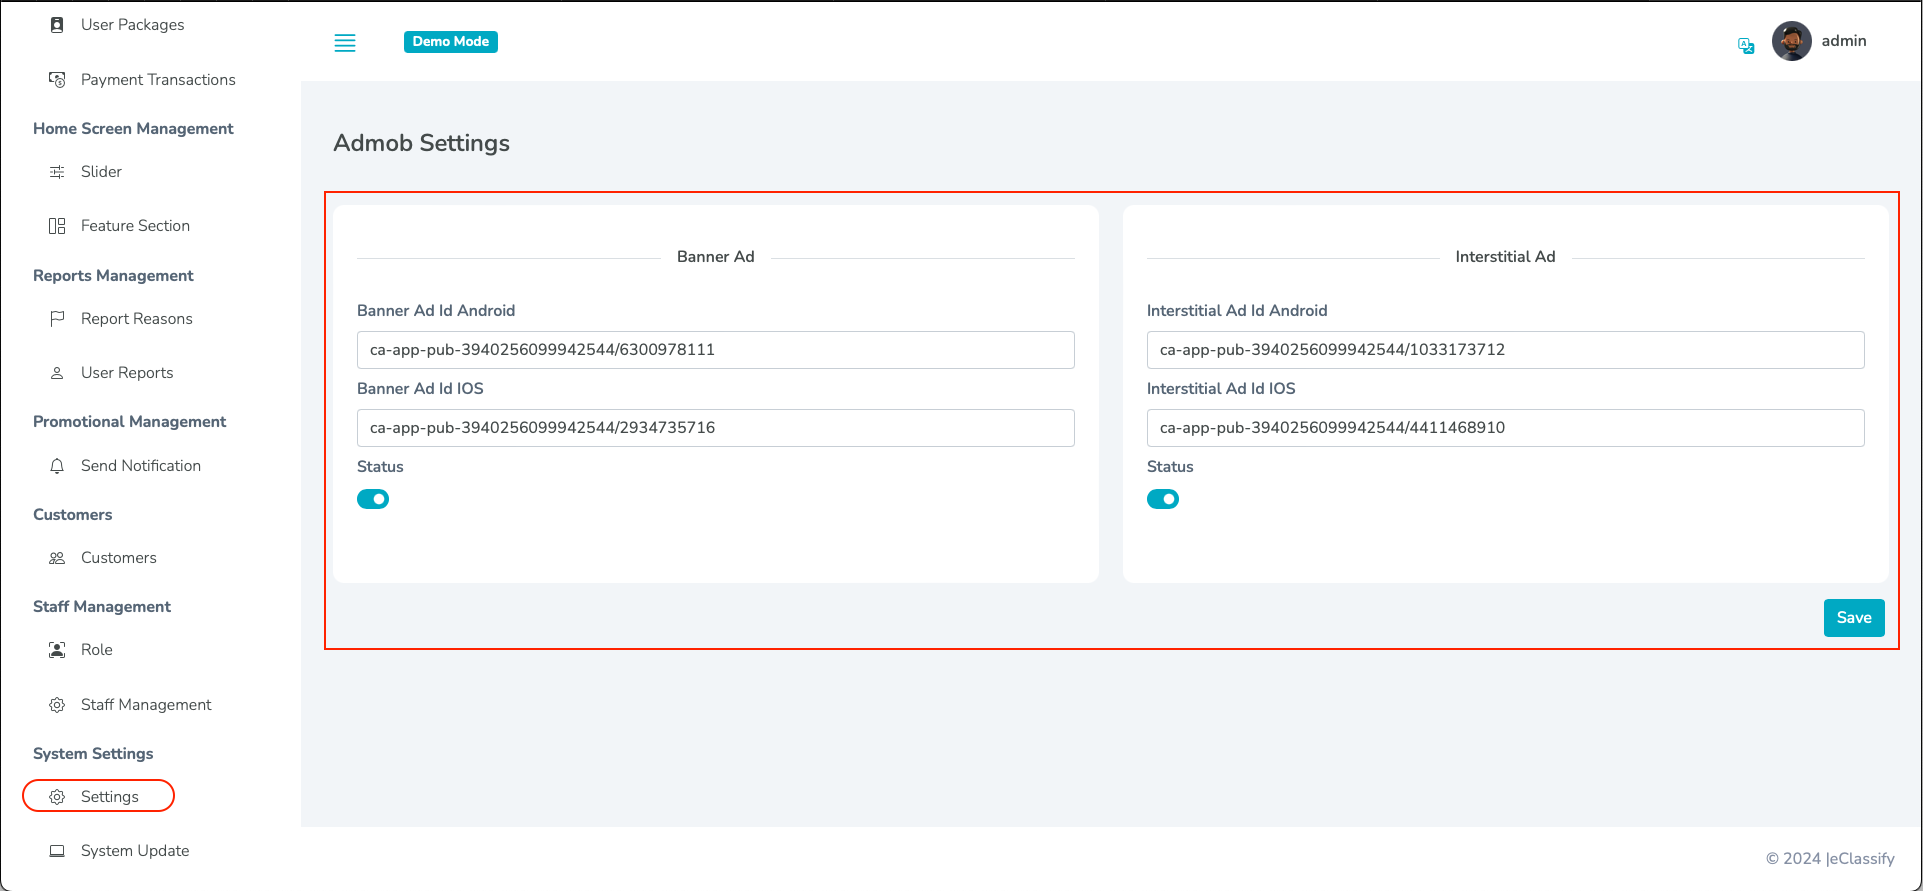 User Packages
Payment Transactions
Home Screen Management
Slider
Feature Section
Reports Management
Report Reasons
User Reports
Promotional Management
Send Notification
Customers
Customers
Staff Management
Role
Staff Management
System Settings
Settings
System Update
Demo Mode
admin
Admob Settings
Banner Ad
Banner Ad Id Android
ca-app-pub-3940256099942544/6300978111
Banner Ad Id IOS
ca-app-pub-3940256099942544/2934735716
Status
Interstitial Ad
Interstitial Ad Id Android
ca-app-pub-3940256099942544/1033173712
Interstitial Ad Id IOS
ca-app-pub-3940256099942544/4411468910
Status
Save
© 2024 |eClassify